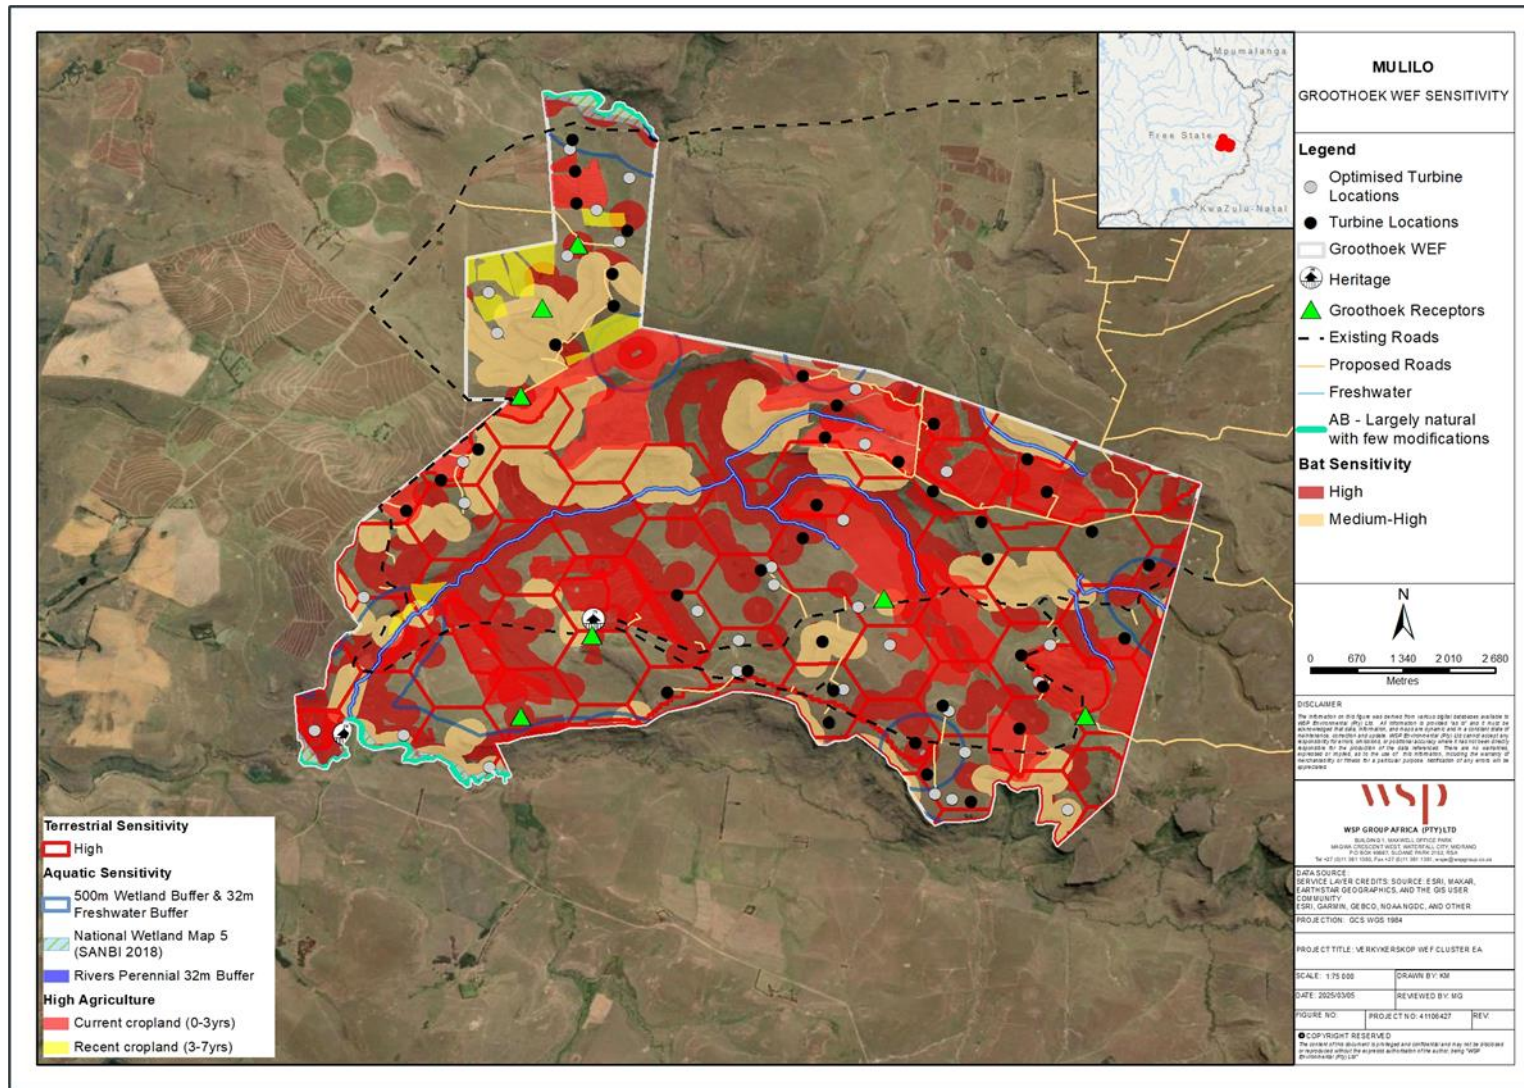 Mpumalanga
Free State
KwaZulu-Natal
MULILO
GROOTHOEK WEF SENSITIVITY
Legend
Optimised Turbine
Locations
Turbine Locations
Groothoek WEF
Heritage
Groothoek Receptors
Existing Roads
Proposed Roads
Freshwater
AB - Largely natural
with few modifications
Bat Sensitivity
High
Medium-High
N
0 670 1 340 2 010 2 680
Metres
DISCLAIMER
WSP
WSP GROUP AFRICA (PTY) LTD
DATA SOURCE:
SERVICE LAYER CREDITS: SOURCE: ESRI, MAXAR,
EARTHSTAR GEOGRAPHICS, AND THE GIS USER
COMMUNITY
ESRI, GARMIN, GEBCO, NOAA NGDC, AND OTHER
PROJECTION: GCS WGS 1984
PROJECT TITLE: VERKYKERSKOP WEF CLUSTER EA
SCALE: 1:75 000
DRAWN BY: KM
DATE: 2025/03/05
REVIEWED BY: MG
FIGURE NO:
PROJECT NO: 41106427
REV:
COPYRIGHT RESERVED
Terrestrial Sensitivity
High
Aquatic Sensitivity
500m Wetland Buffer & 32m
Freshwater Buffer
National Wetland Map 5
(SANBI 2018)
Rivers Perennial 32m Buffer
High Agriculture
Current cropland (0-3yrs)
Recent cropland (3-7yrs)